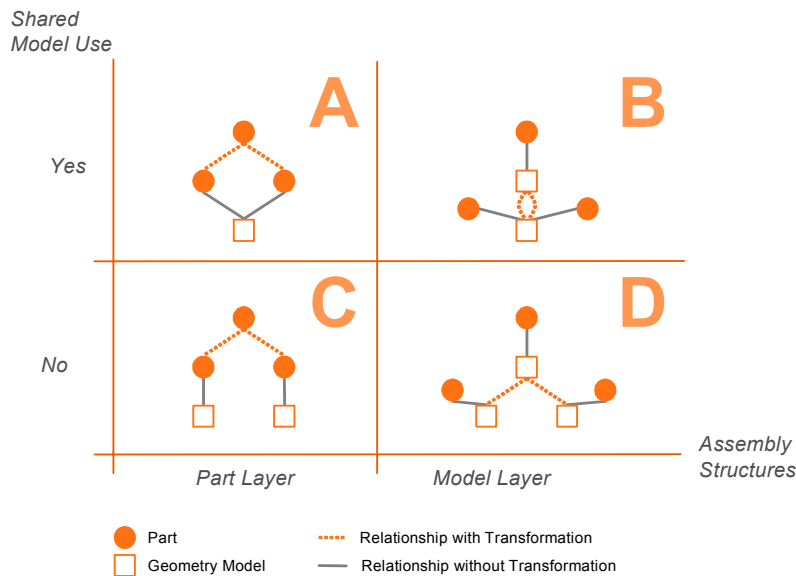 Shared
Model Use
A
B
Yes
C
D
No
Assembly
Structures
Part Layer
Model Layer
Part
Relationship with Transformation
Geometry Model
Relationship without Transformation